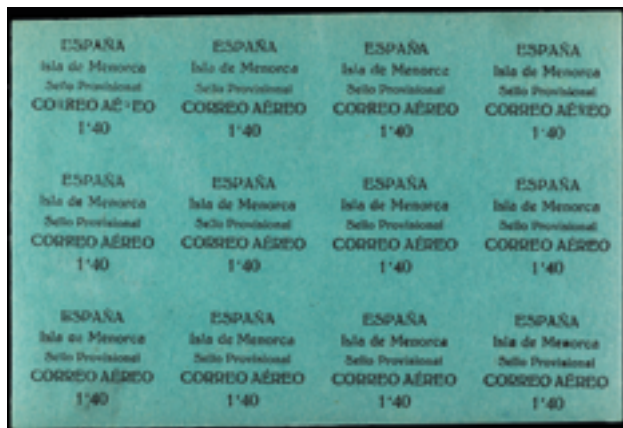 ESPAÑA ESPAÑA ESPAÑA ESPAÑA
Isla de Menorca Isla de Menorca Isla de Menorca Isla de Menorca
Sello Provisional Sello Provisional Sello Provisional Sello Provisional
CORREO AÉREO CORREO AÉREO CORREO AÉREO CORREO AÉREO
1'40 1'40 1'40 1'40
ESPAÑA ESPAÑA ESPAÑA ESPAÑA
Isla de Menorca Isla de Menorca Isla de Menorca Isla de Menorca
Sello Provisional Sello Provisional Sello Provisional Sello Provisional
CORREO AÉREO CORREO AÉREO CORREO AÉREO CORREO AÉREO
1'40 1'40 1'40 1'40
ESPAÑA ESPAÑA ESPAÑA ESPAÑA
Isla de Menorca Isla de Menorca Isla de Menorca Isla de Menorca
Sello Provisional Sello Provisional Sello Provisional Sello Provisional
CORREO AÉREO CORREO AÉREO CORREO AÉREO CORREO AÉREO
1'40 1'40 1'40 1'40